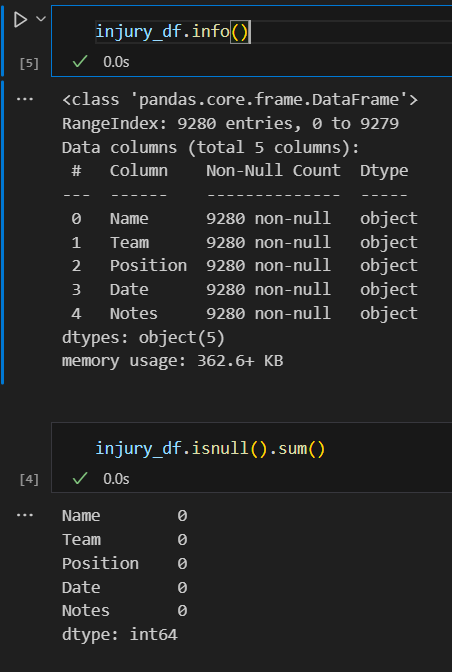 injury_df.info()
[5]
0.0s
<class 'pandas.core.frame.DataFrame'>
RangeIndex: 9280 entries, 0 to 9279
Data columns (total 5 columns):
 #   Column    Non-Null Count  Dtype
---  ------    --------------  -----
 0   Name      9280 non-null   object
 1   Team      9280 non-null   object
 2   Position  9280 non-null   object
 3   Date      9280 non-null   object
 4   Notes     9280 non-null   object
dtypes: object(5)
memory usage: 362.6+ KB
injury_df.isnull().sum()
[4]
0.0s
Name        0
Team        0
Position    0
Date        0
Notes       0
dtype: int64